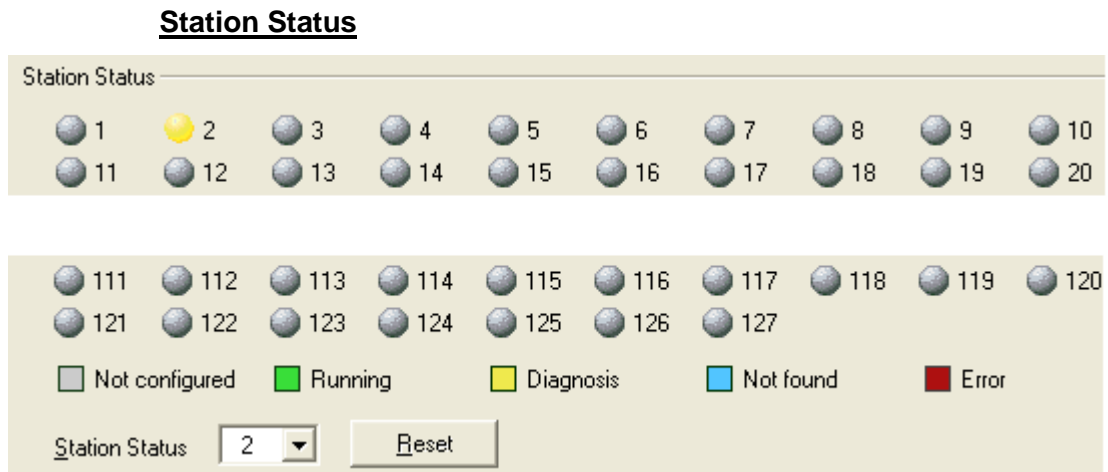 Station Status
Station Status
1 2 3 4 5 6 7 8 9 10
11 12 13 14 15 16 17 18 19 20
111 112 113 114 115 116 117 118 119 120
121 122 123 124 125 126 127
Not configured Running Diagnosis Not found Error
Station Status 2 Reset